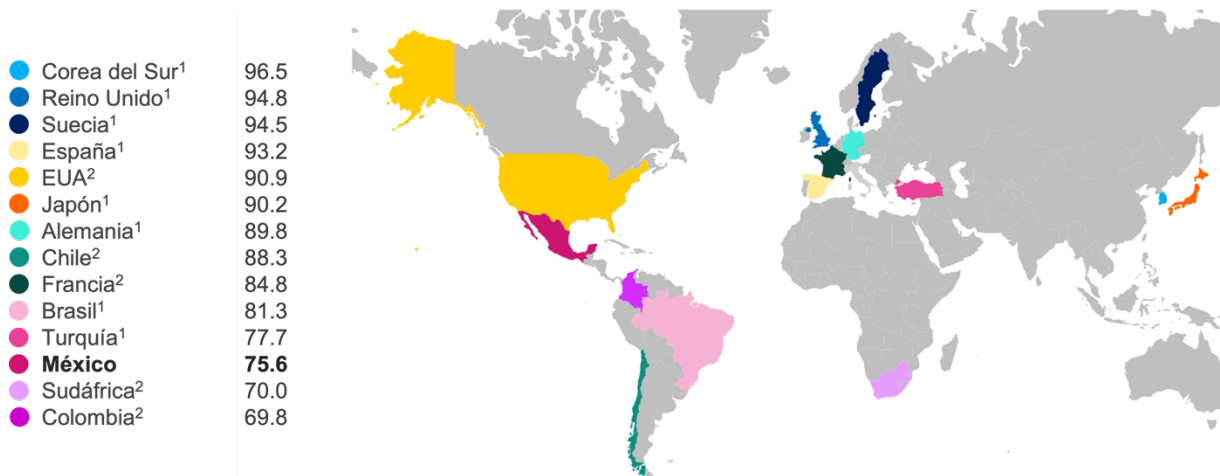 Corea del Sur¹ 96.5
Reino Unido¹ 94.8
Suecia¹ 94.5
España¹ 93.2
EUA² 90.9
Japón¹ 90.2
Alemania¹ 89.8
Chile² 88.3
Francia² 84.8
Brasil¹ 81.3
Turquía¹ 77.7
México 75.6
Sudáfrica² 70.0
Colombia² 69.8